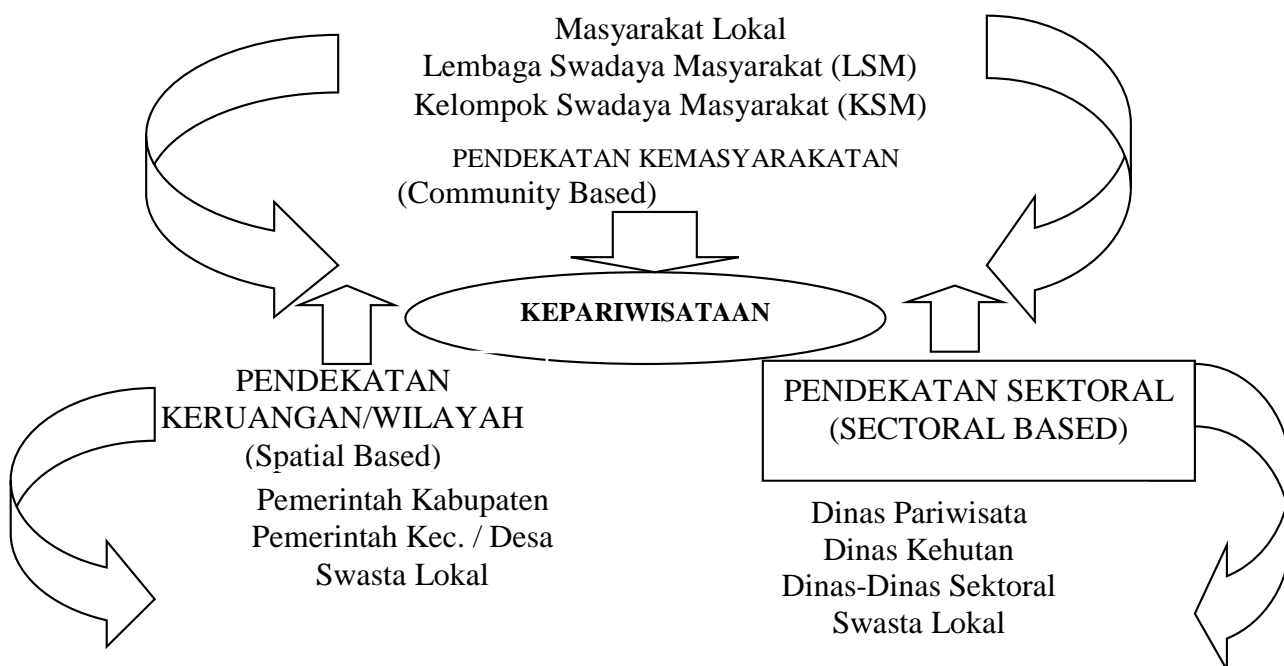 Masyarakat Lokal
Lembaga Swadaya Masyarakat (LSM)
Kelompok Swadaya Masyarakat (KSM)
PENDEKATAN KEMASYARAKATAN
(Community Based)
KEPARIWISATAAN
PENDEKATAN
KERUANGAN/WILAYAH
(Spatial Based)
Pemerintah Kabupaten
Pemerintah Kec. / Desa
Swasta Lokal
PENDEKATAN SEKTORAL
(SECTORAL BASED)
Dinas Pariwisata
Dinas Kehutan
Dinas-Dinas Sektoral
Swasta Lokal